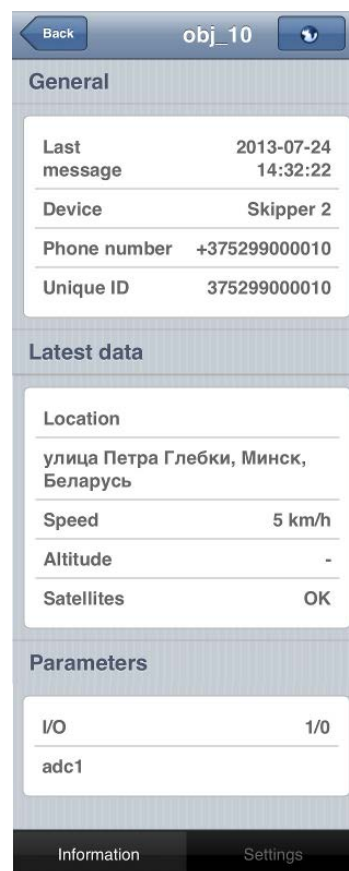 Back obj_10
General
Last 2013-07-24
message 14:32:22
Device Skipper 2
Phone number +375299000010
Unique ID 375299000010
Latest data
Location
улица Петра Глебки, Минск,
Беларусь
Speed 5 km/h
Altitude -
Satellites OK
Parameters
I/O 1/0
adc1
Information Settings